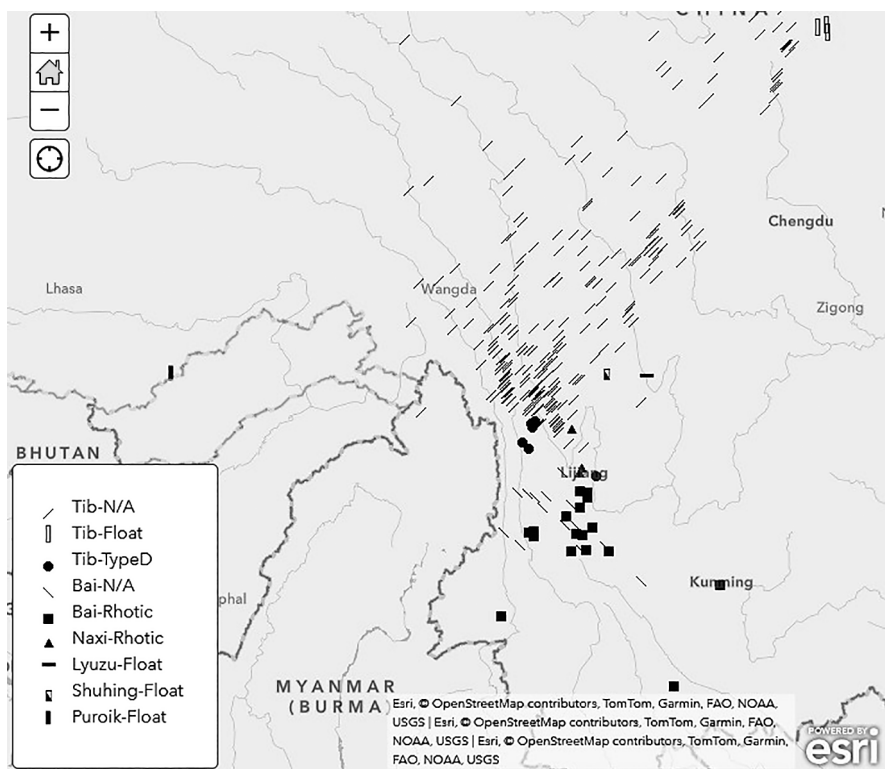 CHINA
+
−
Chengdu
Lhasa
Wangda
Zigong
BHUTAN
Lijiang
Tib-N/A
Tib-Float
Tib-TypeD
Bai-N/A
Bai-Rhotic
Naxi-Rhotic
Lyuzu-Float
Shuhing-Float
Puroik-Float
phal
Kunming
MYANMAR
(BURMA)
Esri, © OpenStreetMap contributors, TomTom, Garmin, FAO, NOAA,
USGS | Esri, © OpenStreetMap contributors, TomTom, Garmin, FAO,
NOAA, USGS | Esri, © OpenStreetMap contributors, TomTom, Garmin,
FAO, NOAA, USGS
POWERED BY
esri